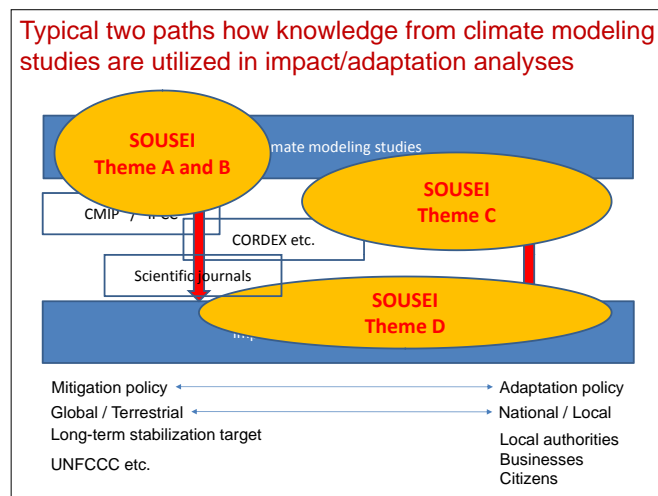 Typical two paths how knowledge from climate modeling
studies are utilized in impact/adaptation analyses
SOUSEI
Theme A and B
modeling studies
SOUSEI
Theme C
CMIP /
CORDEX etc.
Scientific journals
SOUSEI
Theme D
Mitigation policy
Adaptation policy
Global / Terrestrial
National / Local
Long-term stabilization target
Local authorities
UNFCCC etc.
Businesses
Citizens